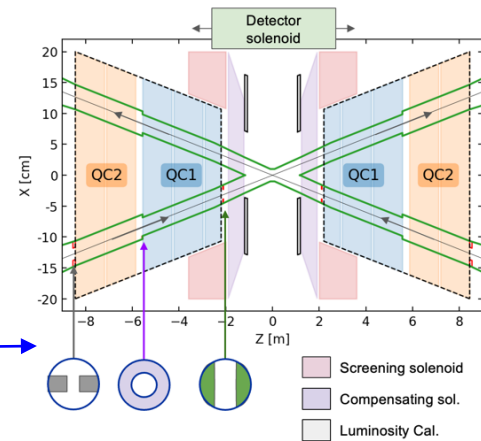 Detector
solenoid
20
15
10
5
0
-5
-10
-15
-20
X [cm]
QC2
QC1
QC1
QC2
−8 −6 −4 −2 0 2 4 6 8
Z [m]
Screening solenoid
Compensating sol.
Luminosity Cal.